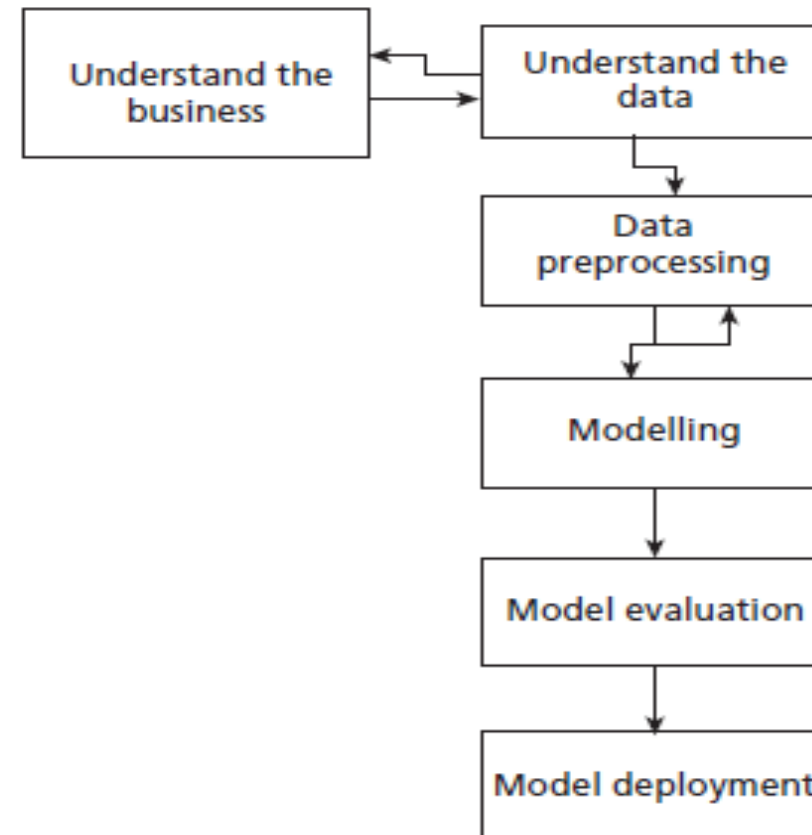 Understand the
business
Understand the
data
Data
preprocessing
Modelling
Model evaluation
Model deployment